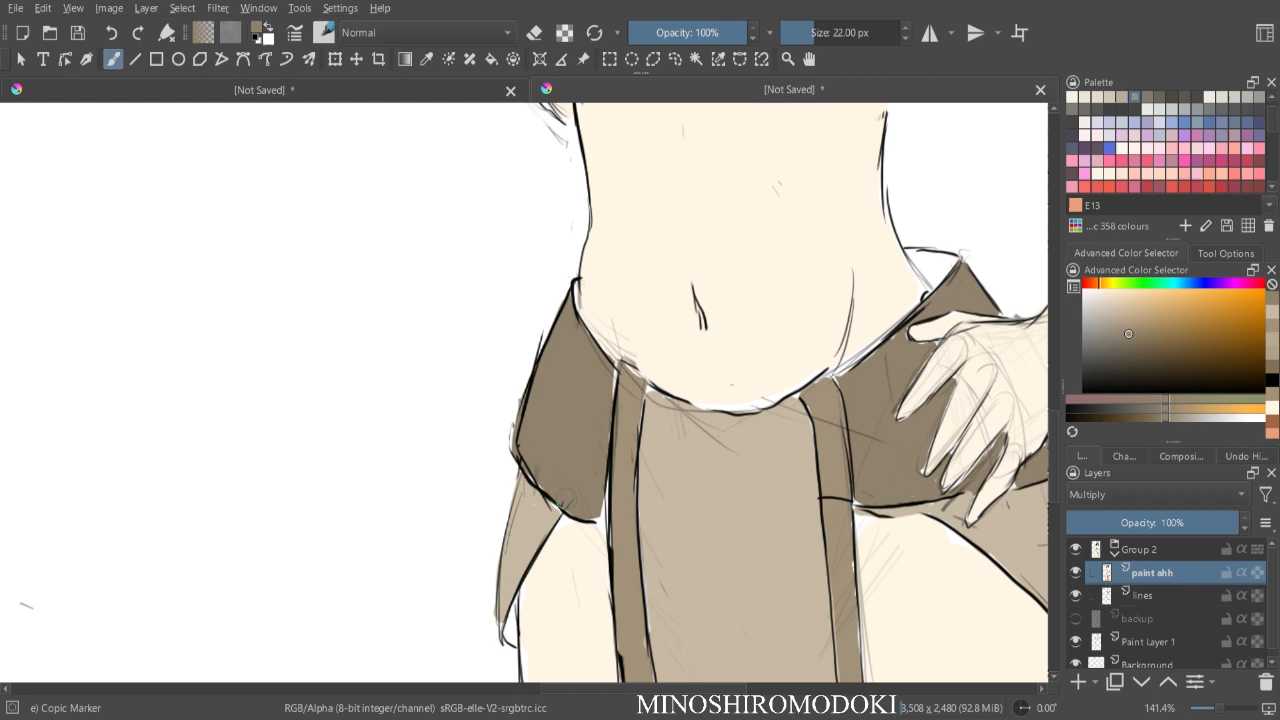 File Edit View Image Layer Select Filter Window Tools Settings Help
Normal Opacity: 100% Size: 22.00 px
[Not Saved] * [Not Saved] *
Palette
E13
...c 358 colours
Advanced Color Selector Tool Options
Advanced Color Selector
L... Cha... Composi... Undo Hi...
Layers
Multiply
Opacity: 100%
Group 2
paint ahh
lines
backup
Paint Layer 1
Background
e) Copic Marker RGB/Alpha (8-bit integer/channel) sRGB-elle-V2-srgbtrc.icc MINOSHIROMODOKI 3,508 x 2,480 (92.8 MiB) 0.00° 141.4%